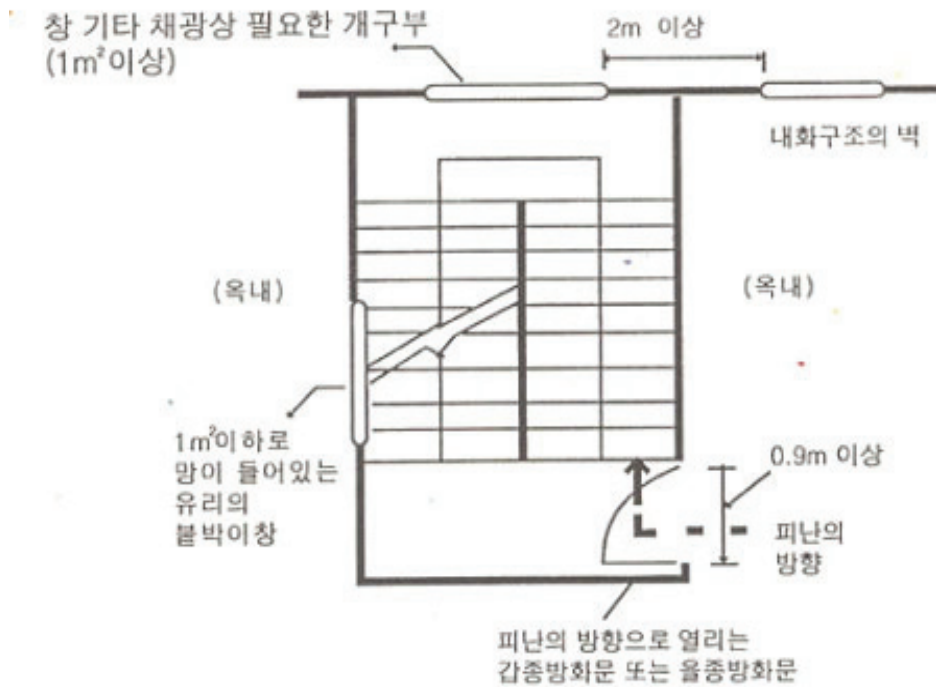 창 기타 채광상 필요한 개구부
(1m²이상)
2m 이상
내화구조의 벽
(옥내)
(옥내)
1m²이하로
망이 들어있는
유리의
붙박이창
0.9m 이상
피난의
방향
피난의 방향으로 열리는
갑종방화문 또는 을종방화문